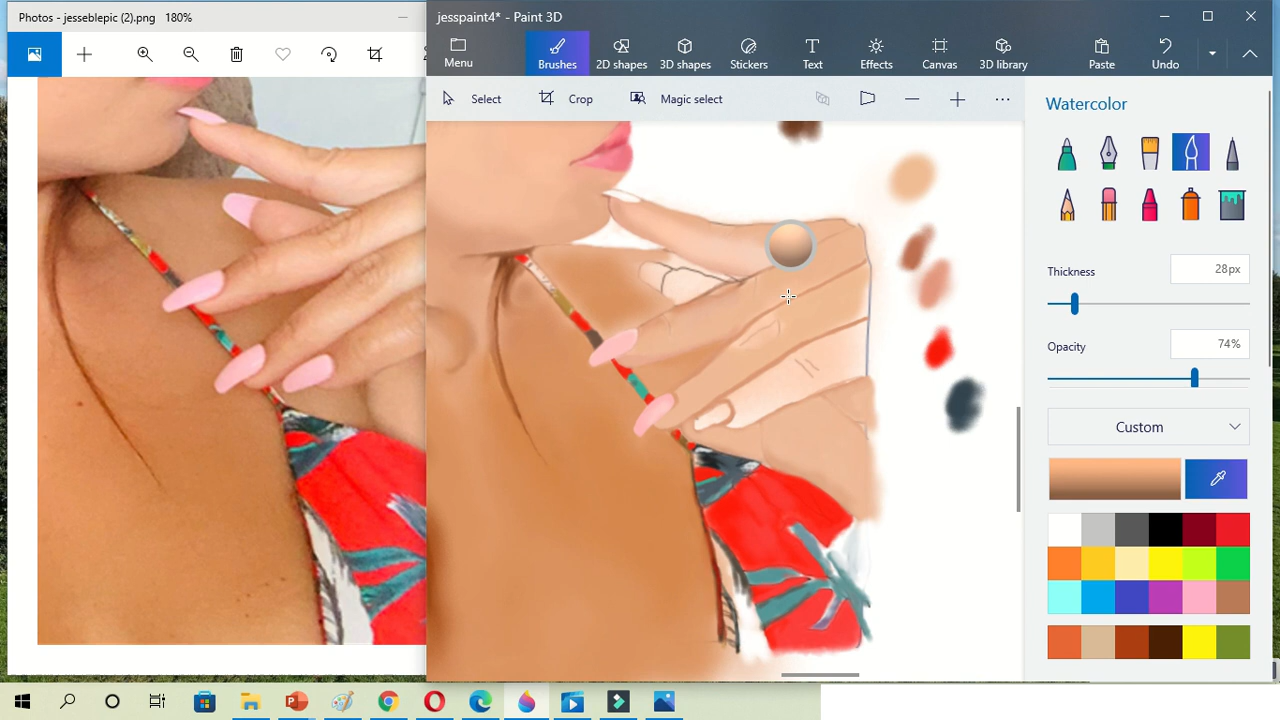 Photos - jesseblepic (2).png   180%
jesspaint4* - Paint 3D
Menu
Brushes
2D shapes
3D shapes
Stickers
Text
Effects
Canvas
3D library
Paste
Undo
Select
Crop
Magic select
Watercolor
Thickness
28px
Opacity
74%
Custom